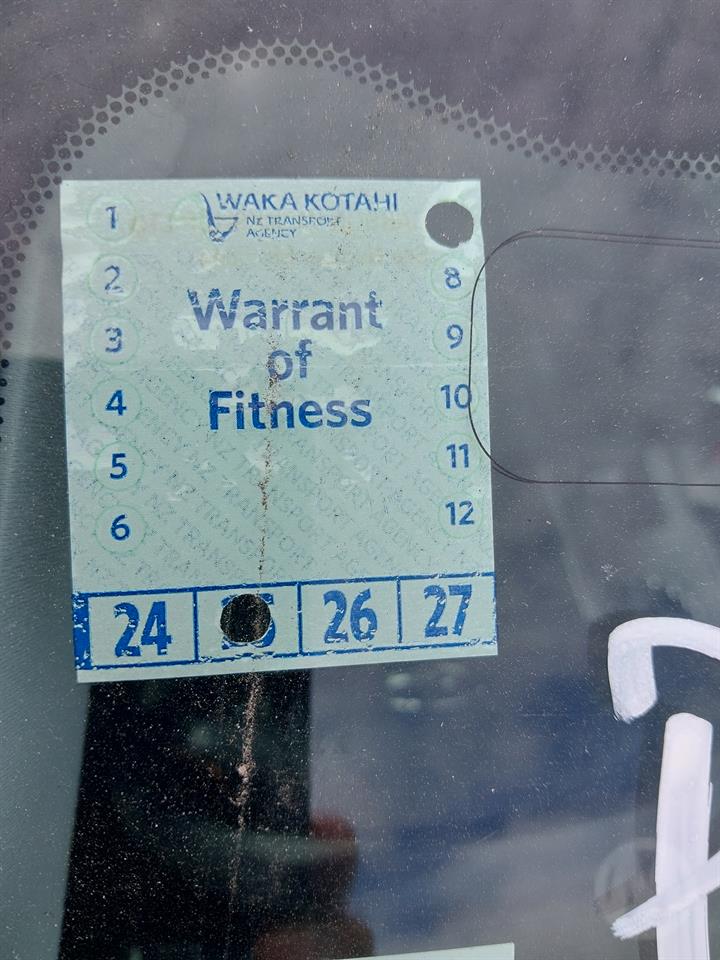 WAKA KOTAHI
NZ TRANSPORT
AGENCY
Warrant
of
Fitness
1
2
3
4
5
6
8
9
10
11
12
24 26 27